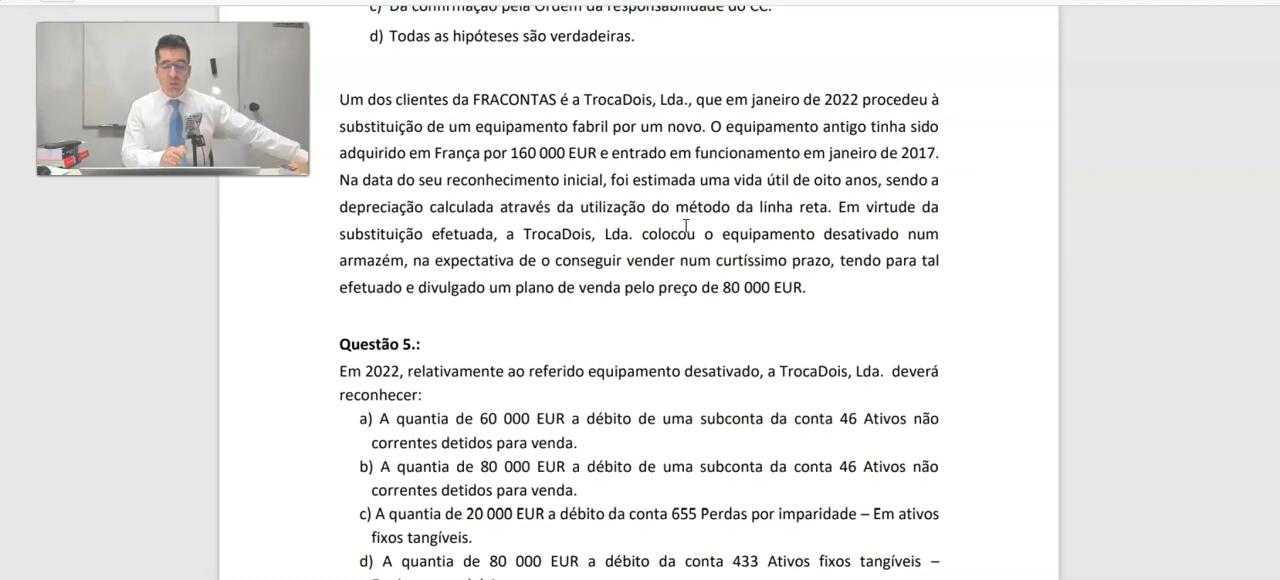 c) Da confirmação pela Ordem da responsabilidade do CC.
d) Todas as hipóteses são verdadeiras.
Um dos clientes da FRACONTAS é a TrocaDois, Lda., que em janeiro de 2022 procedeu à
substituição de um equipamento fabril por um novo. O equipamento antigo tinha sido
adquirido em França por 160 000 EUR e entrado em funcionamento em janeiro de 2017.
Na data do seu reconhecimento inicial, foi estimada uma vida útil de oito anos, sendo a
depreciação calculada através da utilização do método da linha reta. Em virtude da
substituição efetuada, a TrocaDois, Lda. colocou o equipamento desativado num
armazém, na expectativa de o conseguir vender num curtíssimo prazo, tendo para tal
efetuado e divulgado um plano de venda pelo preço de 80 000 EUR.
Questão 5.:
Em 2022, relativamente ao referido equipamento desativado, a TrocaDois, Lda. deverá
reconhecer:
a) A quantia de 60 000 EUR a débito de uma subconta da conta 46 Ativos não
correntes detidos para venda.
b) A quantia de 80 000 EUR a débito de uma subconta da conta 46 Ativos não
correntes detidos para venda.
c) A quantia de 20 000 EUR a débito da conta 655 Perdas por imparidade – Em ativos
fixos tangíveis.
d) A quantia de 80 000 EUR a débito da conta 433 Ativos fixos tangíveis –